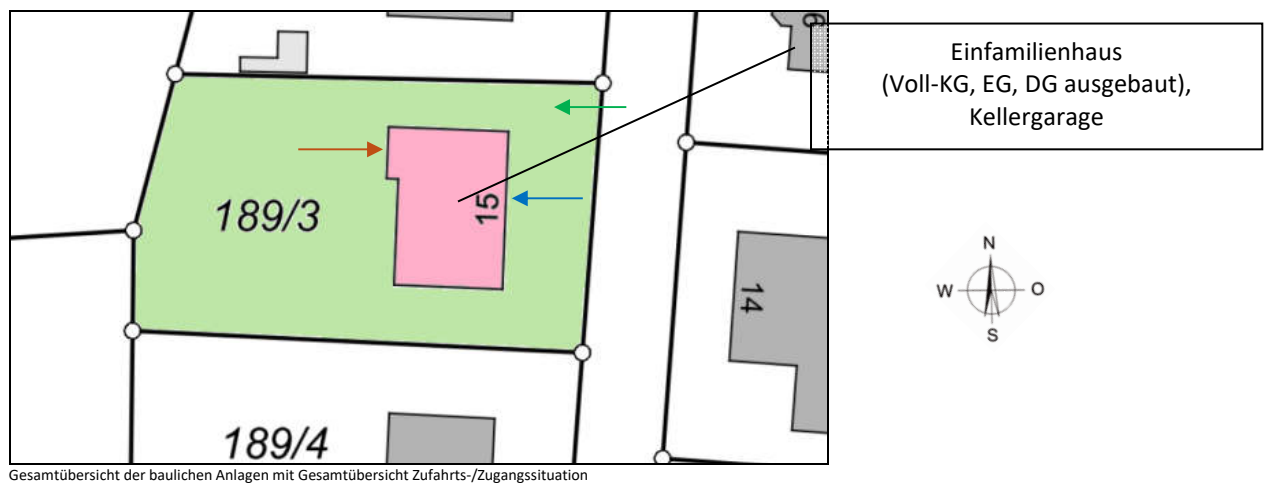 9
Einfamilienhaus
(Voll-KG, EG, DG ausgebaut),
Kellergarage
189/3
15
14
189/4
N
W
O
S
Gesamtübersicht der baulichen Anlagen mit Gesamtübersicht Zufahrts-/Zugangssituation